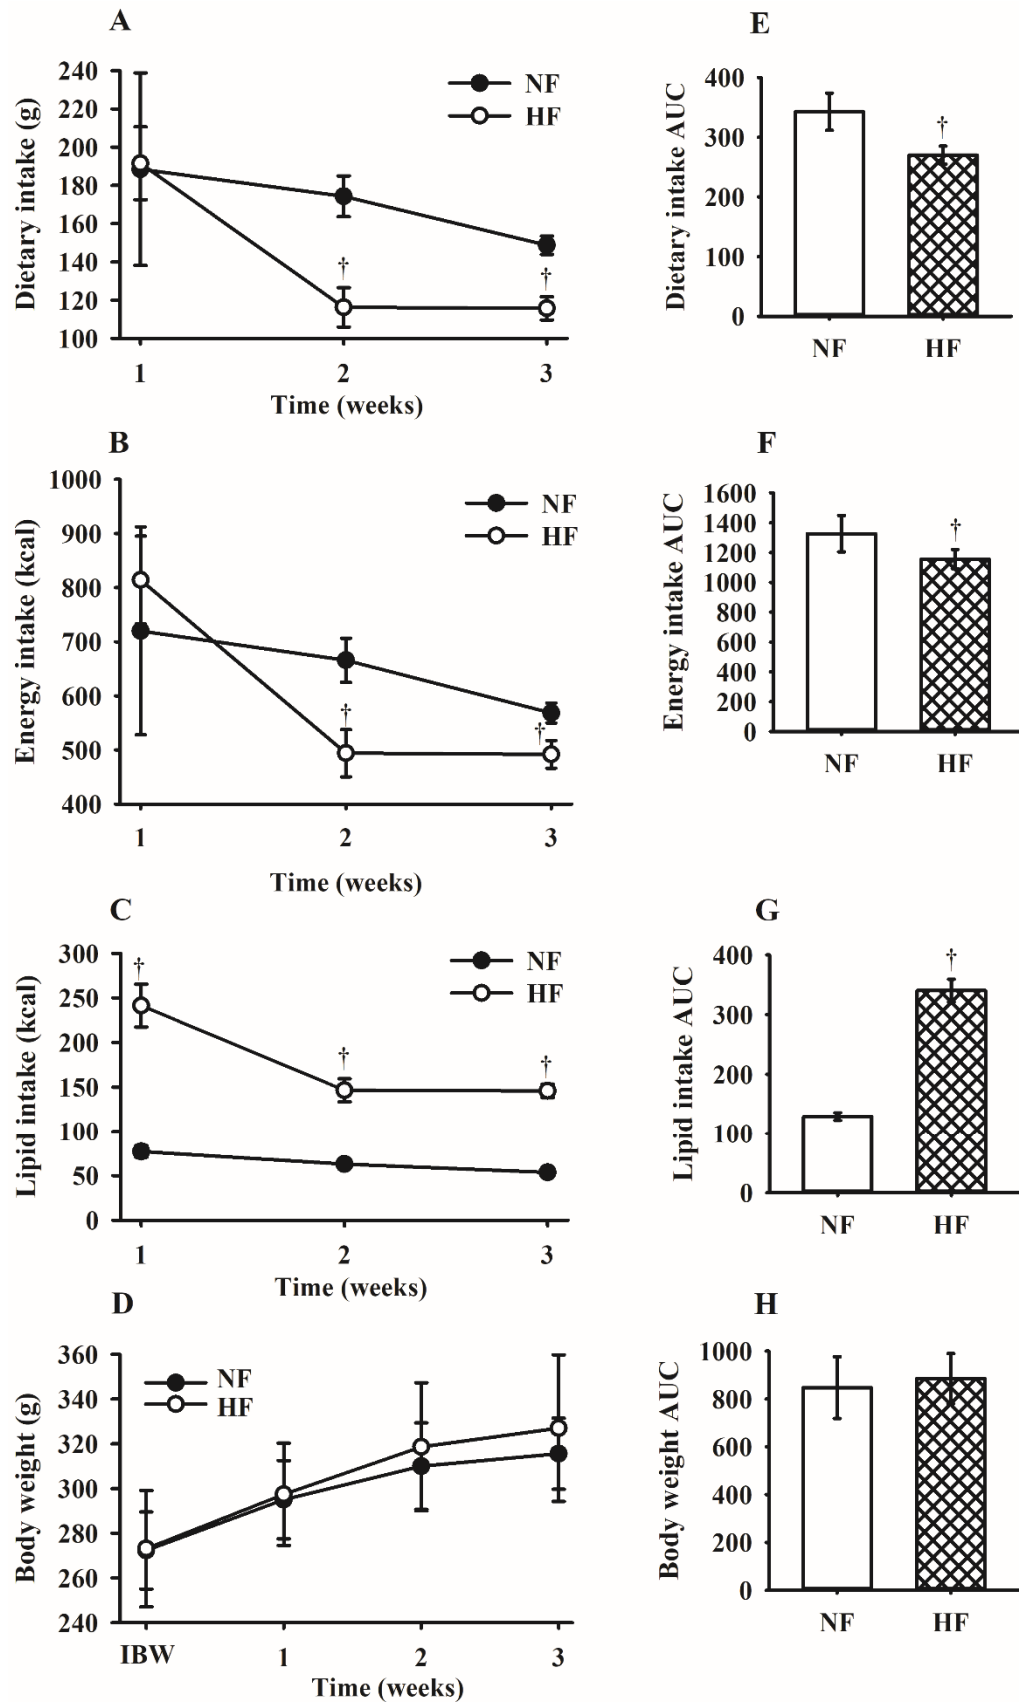 A
Dietary intake (g)
240
220
200
180
160
140
120
100
NF
HF
†
†
1 2 3
Time (weeks)
E
Dietary intake AUC
400
300
200
100
0
†
NF HF
B
Energy intake (kcal)
1000
900
800
700
600
500
400
NF
HF
†
†
1 2 3
Time (weeks)
F
Energy intake AUC
1600
1400
1200
1000
800
600
400
200
0
†
NF HF
C
Lipid intake (kcal)
300
250
200
150
100
50
0
NF
HF
†
†
†
1 2 3
Time (weeks)
G
Lipid intake AUC
400
300
200
100
0
†
NF HF
D
Body weight (g)
360
340
320
300
280
260
240
NF
HF
IBW 1 2 3
Time (weeks)
H
Body weight AUC
1000
800
600
400
200
0
NF HF